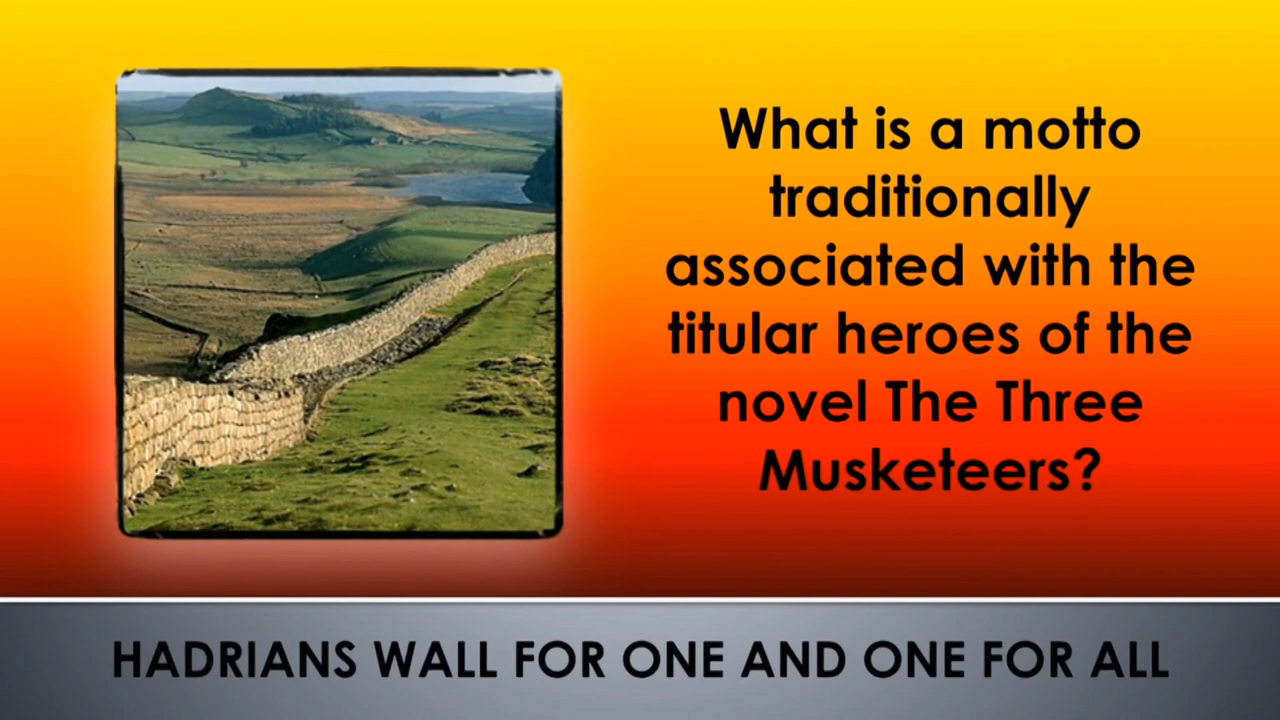 What is a motto
traditionally
associated with the
titular heroes of the
novel The Three
Musketeers?
HADRIANS WALL FOR ONE AND ONE FOR ALL